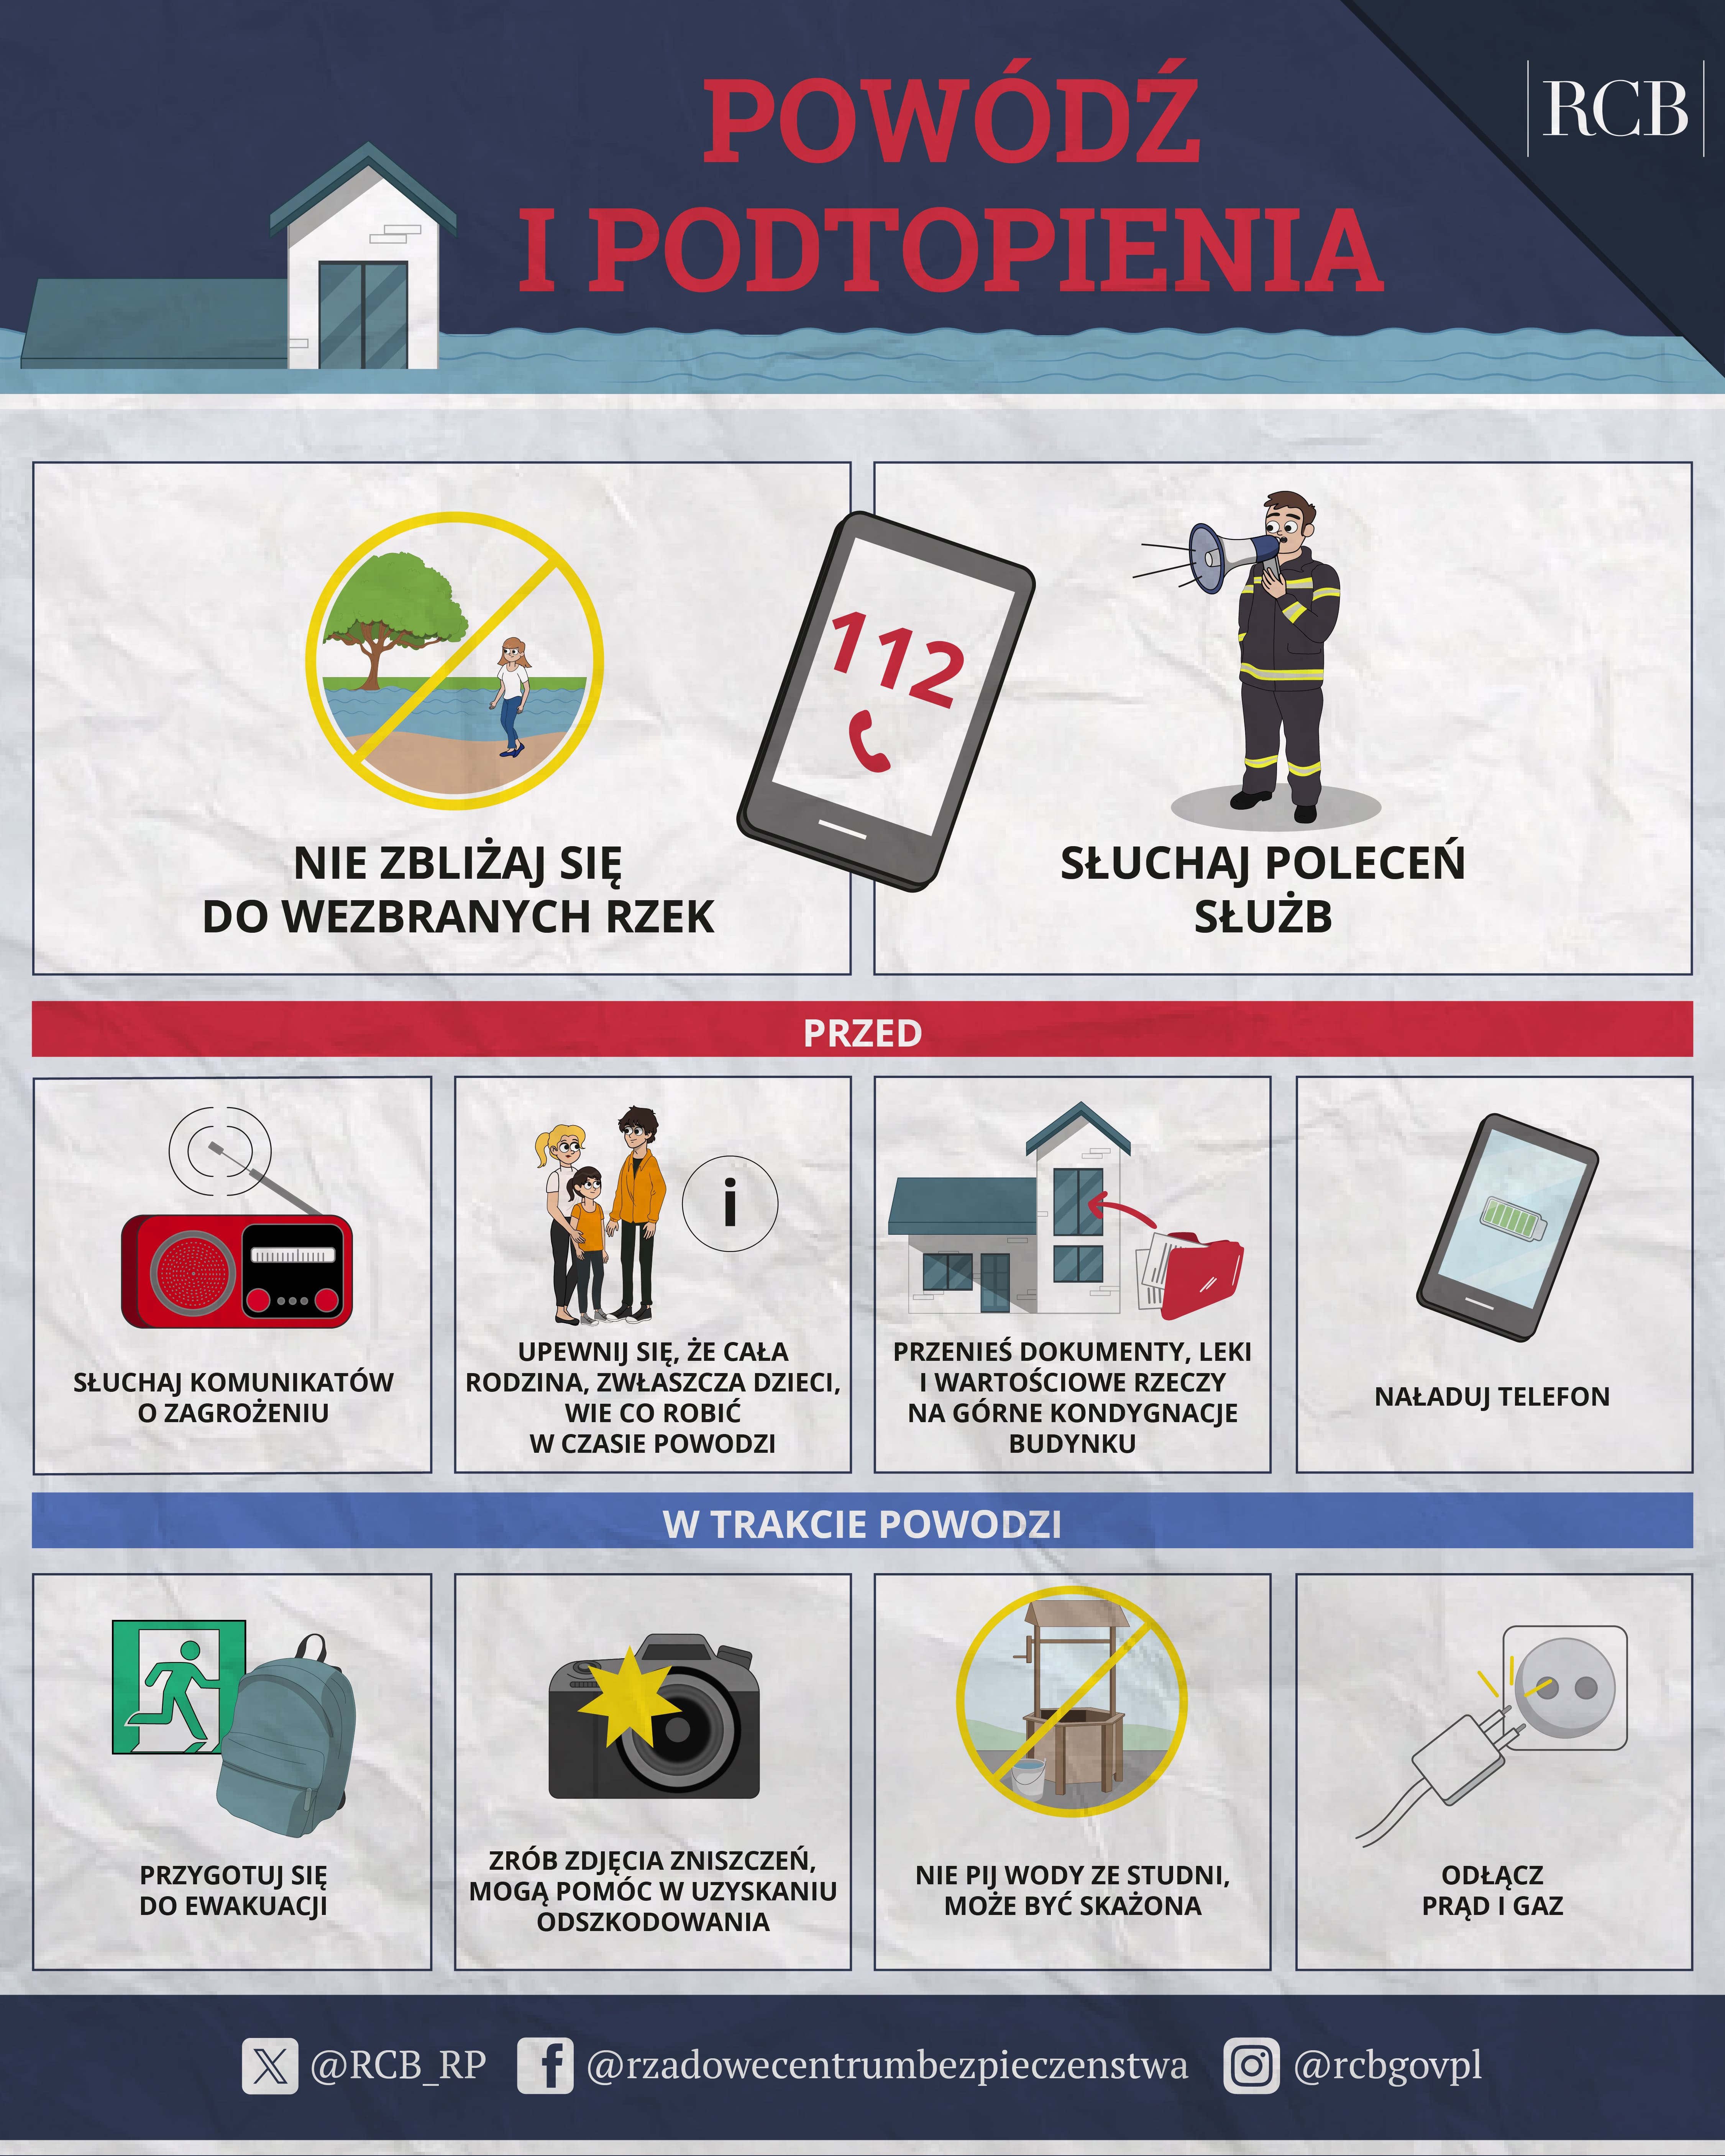 POWÓDŹ
I PODTOPIENIA
RCB
112
NIE ZBLIŻAJ SIĘ
DO WEZBRANYCH RZEK
SŁUCHAJ POLECEŃ
SŁUŻB
PRZED
i
SŁUCHAJ KOMUNIKATÓW
O ZAGROŻENIU
UPEWNIJ SIĘ, ŻE CAŁA
RODZINA, ZWŁASZCZA DZIECI,
WIE CO ROBIĆ
W CZASIE POWODZI
PRZENIEŚ DOKUMENTY, LEKI
I WARTOŚCIOWE RZECZY
NA GÓRNE KONDYGNACJE
BUDYNKU
NAŁADUJ TELEFON
W TRAKCIE POWODZI
PRZYGOTUJ SIĘ
DO EWAKUACJI
ZRÓB ZDJĘCIA ZNISZCZEŃ,
MOGĄ POMÓC W UZYSKANIU
ODSZKODOWANIA
NIE PIJ WODY ZE STUDNI,
MOŻE BYĆ SKAŻONA
ODŁĄCZ
PRĄD I GAZ
@RCB_RP
@rzadowecentrumbezpieczenstwa
@rcbgovpl